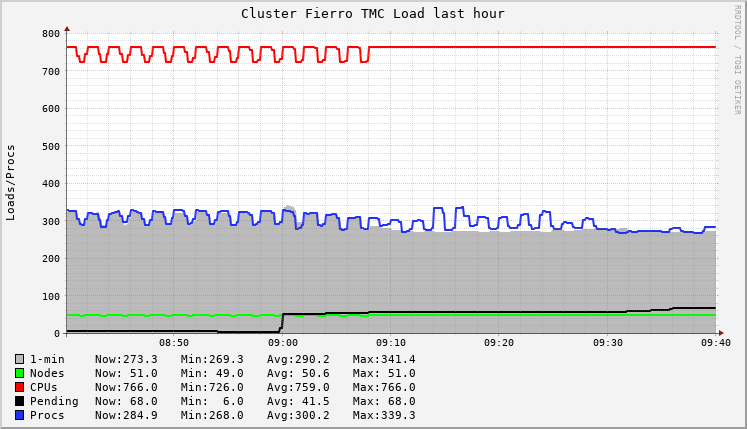 Cluster Fierro TMC Load last hour
RRDTOOL / TOBI OETIKER
Loads/Procs
800
700
600
500
400
300
200
100
0
08:50 09:00 09:10 09:20 09:30 09:40
1-min Now:273.3 Min:269.3 Avg:290.2 Max:341.4
Nodes Now: 51.0 Min: 49.0 Avg: 50.6 Max: 51.0
CPUs Now:766.0 Min:726.0 Avg:759.0 Max:766.0
Pending Now: 68.0 Min: 6.0 Avg: 41.5 Max: 68.0
Procs Now:284.9 Min:268.0 Avg:300.2 Max:339.3